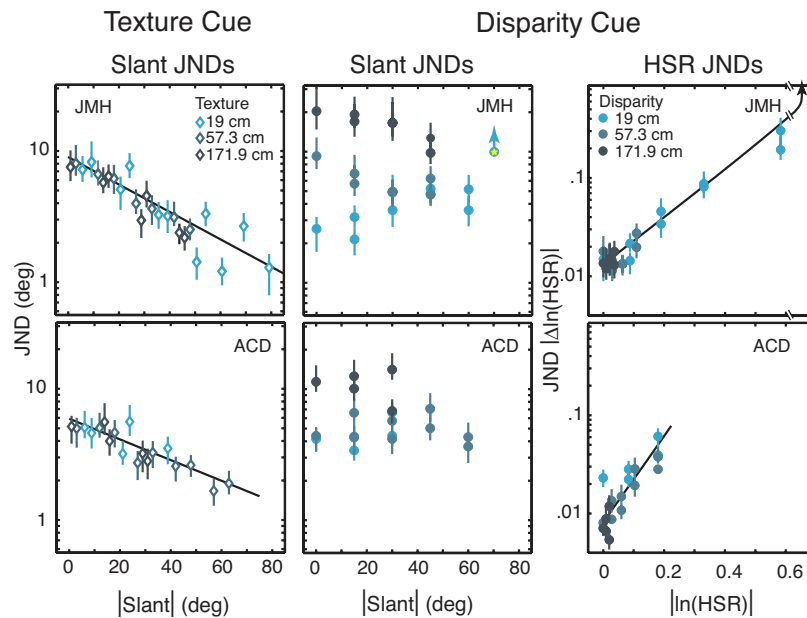 Texture Cue
Disparity Cue
Slant JNDs
Slant JNDs
HSR JNDs
JMH
Texture
19 cm
57.3 cm
171.9 cm
JMH
Disparity
19 cm
57.3 cm
171.9 cm
JMH
10
1
.1
.01
JND (deg)
JND |Δln(HSR)|
ACD
ACD
ACD
10
1
.1
.01
0 20 40 60 80
0 20 40 60 80
0 0.2 0.4 0.6
|Slant| (deg)
|Slant| (deg)
|ln(HSR)|